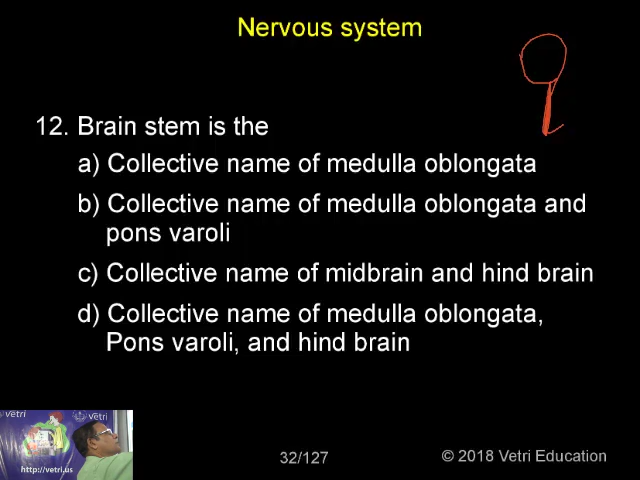 Nervous system
12. Brain stem is the
a) Collective name of medulla oblongata
b) Collective name of medulla oblongata and
pons varoli
c) Collective name of midbrain and hind brain
d) Collective name of medulla oblongata,
Pons varoli, and hind brain
vetri
Vetri
http://vetri.us
32/127
© 2018 Vetri Education